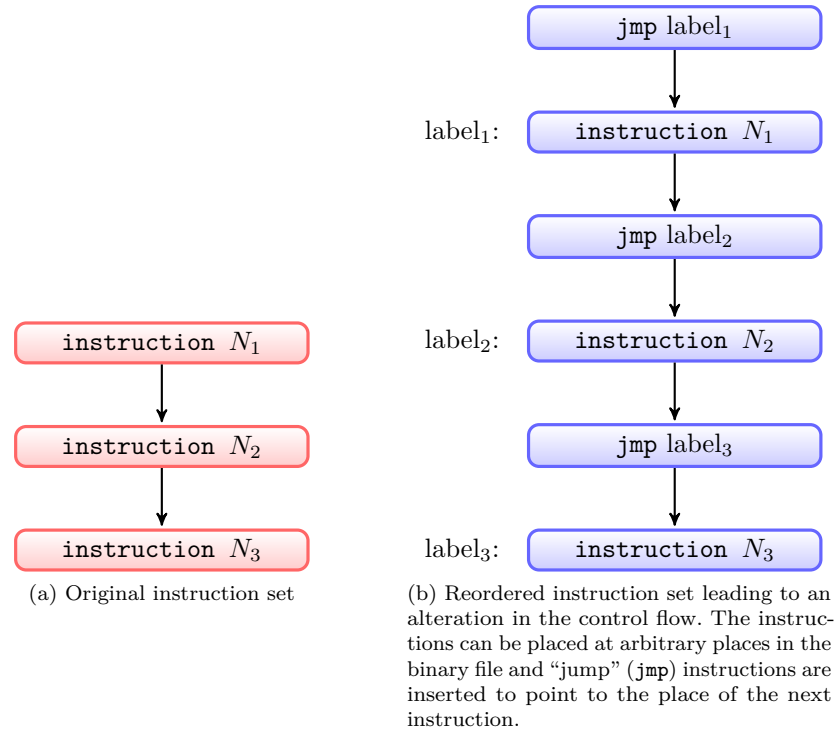 instruction N₁
instruction N₂
instruction N₃
(a) Original instruction set
jmp label₁
label₁: instruction N₁
jmp label₂
label₂: instruction N₂
jmp label₃
label₃: instruction N₃
(b) Reordered instruction set leading to an
alteration in the control flow. The instruc-
tions can be placed at arbitrary places in the
binary file and “jump” (jmp) instructions are
inserted to point to the place of the next
instruction.